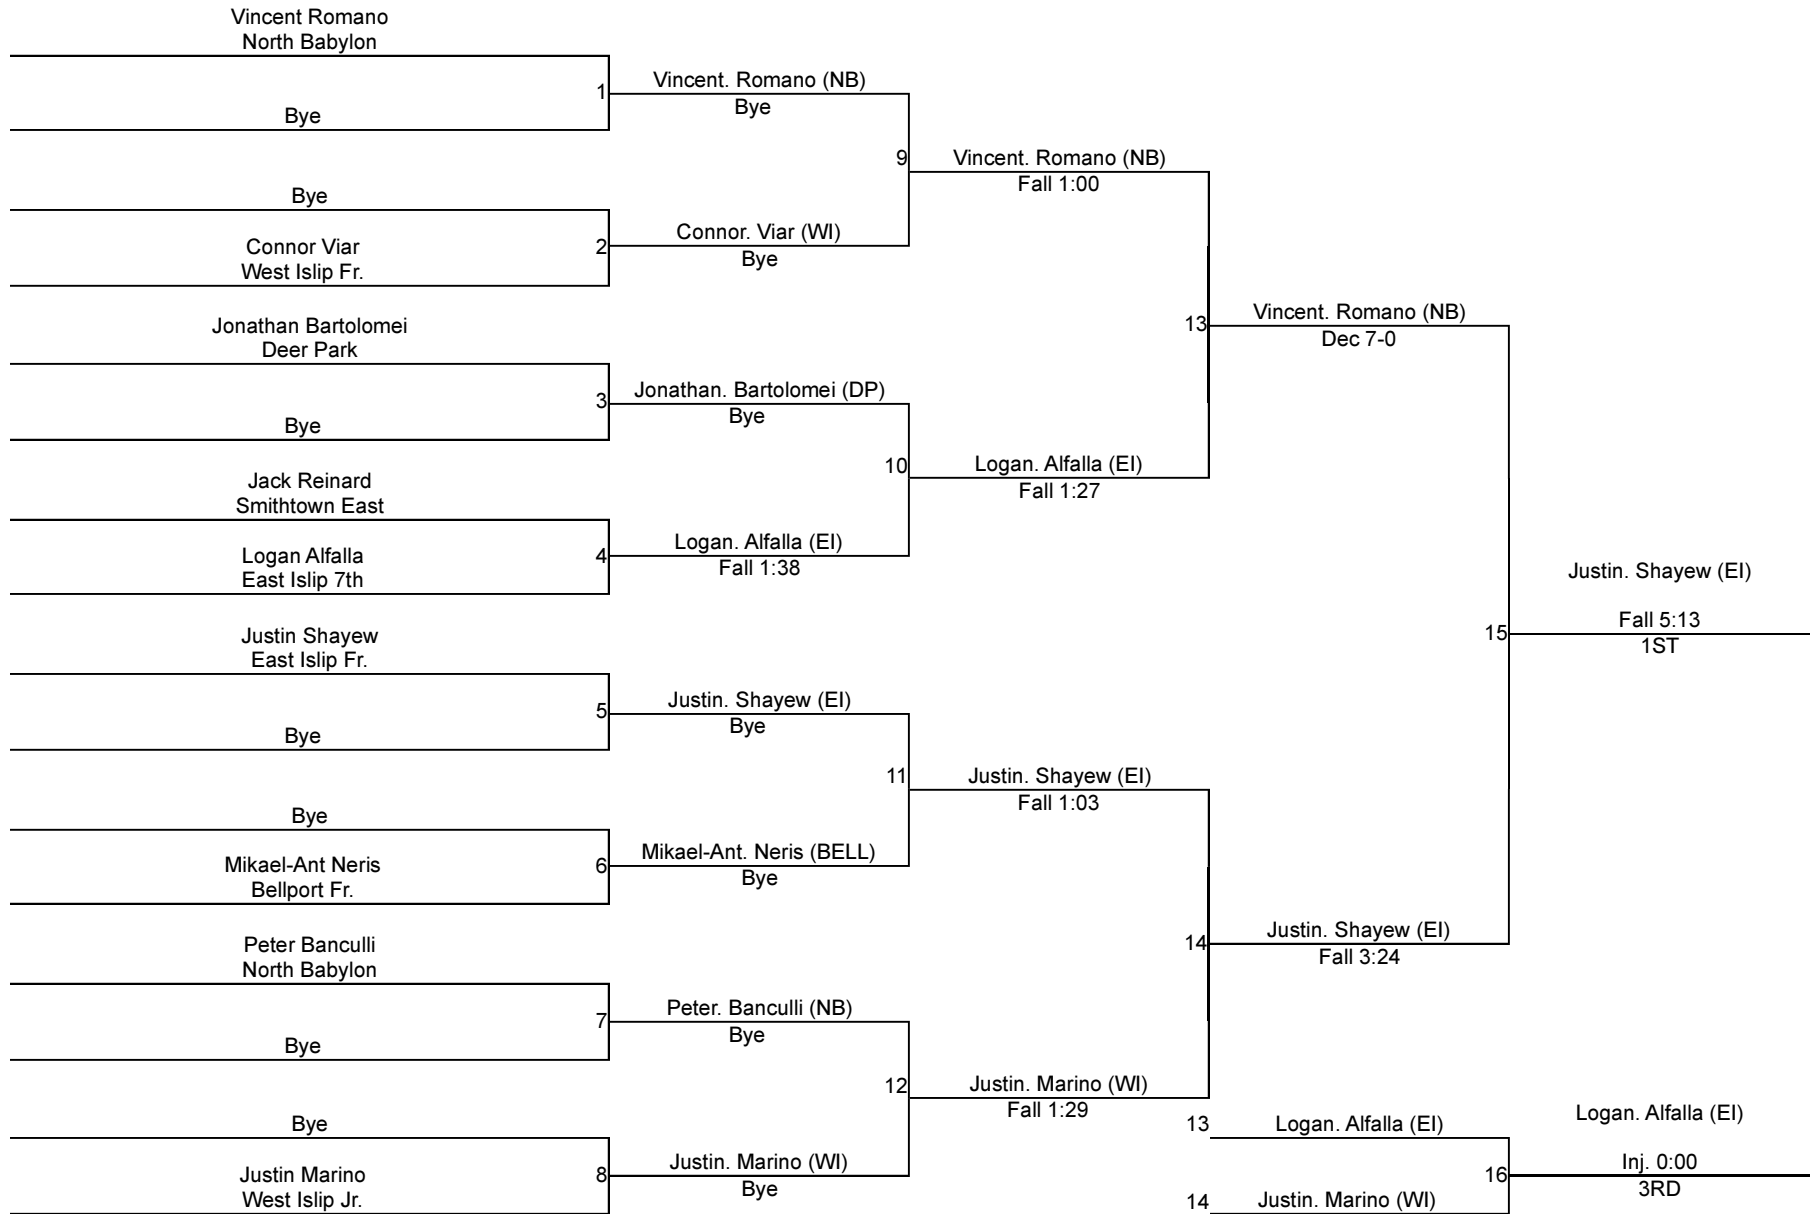 Vincent Romano
North Babylon
1
Bye
Bye
2
Connor Viar
West Islip Fr.
Jonathan Bartolomei
Deer Park
3
Bye
Jack Reinard
Smithtown East
4
Logan Alfalla
East Islip 7th
Justin Shayew
East Islip Fr.
5
Bye
Bye
6
Mikael-Ant Neris
Bellport Fr.
Peter Banculli
North Babylon
7
Bye
Bye
8
Justin Marino
West Islip Jr.
Vincent. Romano (NB)
Bye
9
Connor. Viar (WI)
Bye
Jonathan. Bartolomei (DP)
Bye
10
Logan. Alfalla (EI)
Fall 1:38
Justin. Shayew (EI)
Bye
11
Mikael-Ant. Neris (BELL)
Bye
Peter. Banculli (NB)
Bye
12
Justin. Marino (WI)
Bye
Vincent. Romano (NB)
Fall 1:00
13
Logan. Alfalla (EI)
Fall 1:27
Justin. Shayew (EI)
Fall 1:03
14
Justin. Marino (WI)
Fall 1:29
Vincent. Romano (NB)
Dec 7-0
15
Justin. Shayew (EI)
Fall 3:24
Justin. Shayew (EI)
Fall 5:13
1ST
13
Logan. Alfalla (EI)
16
14
Justin. Marino (WI)
Logan. Alfalla (EI)
Inj. 0:00
3RD